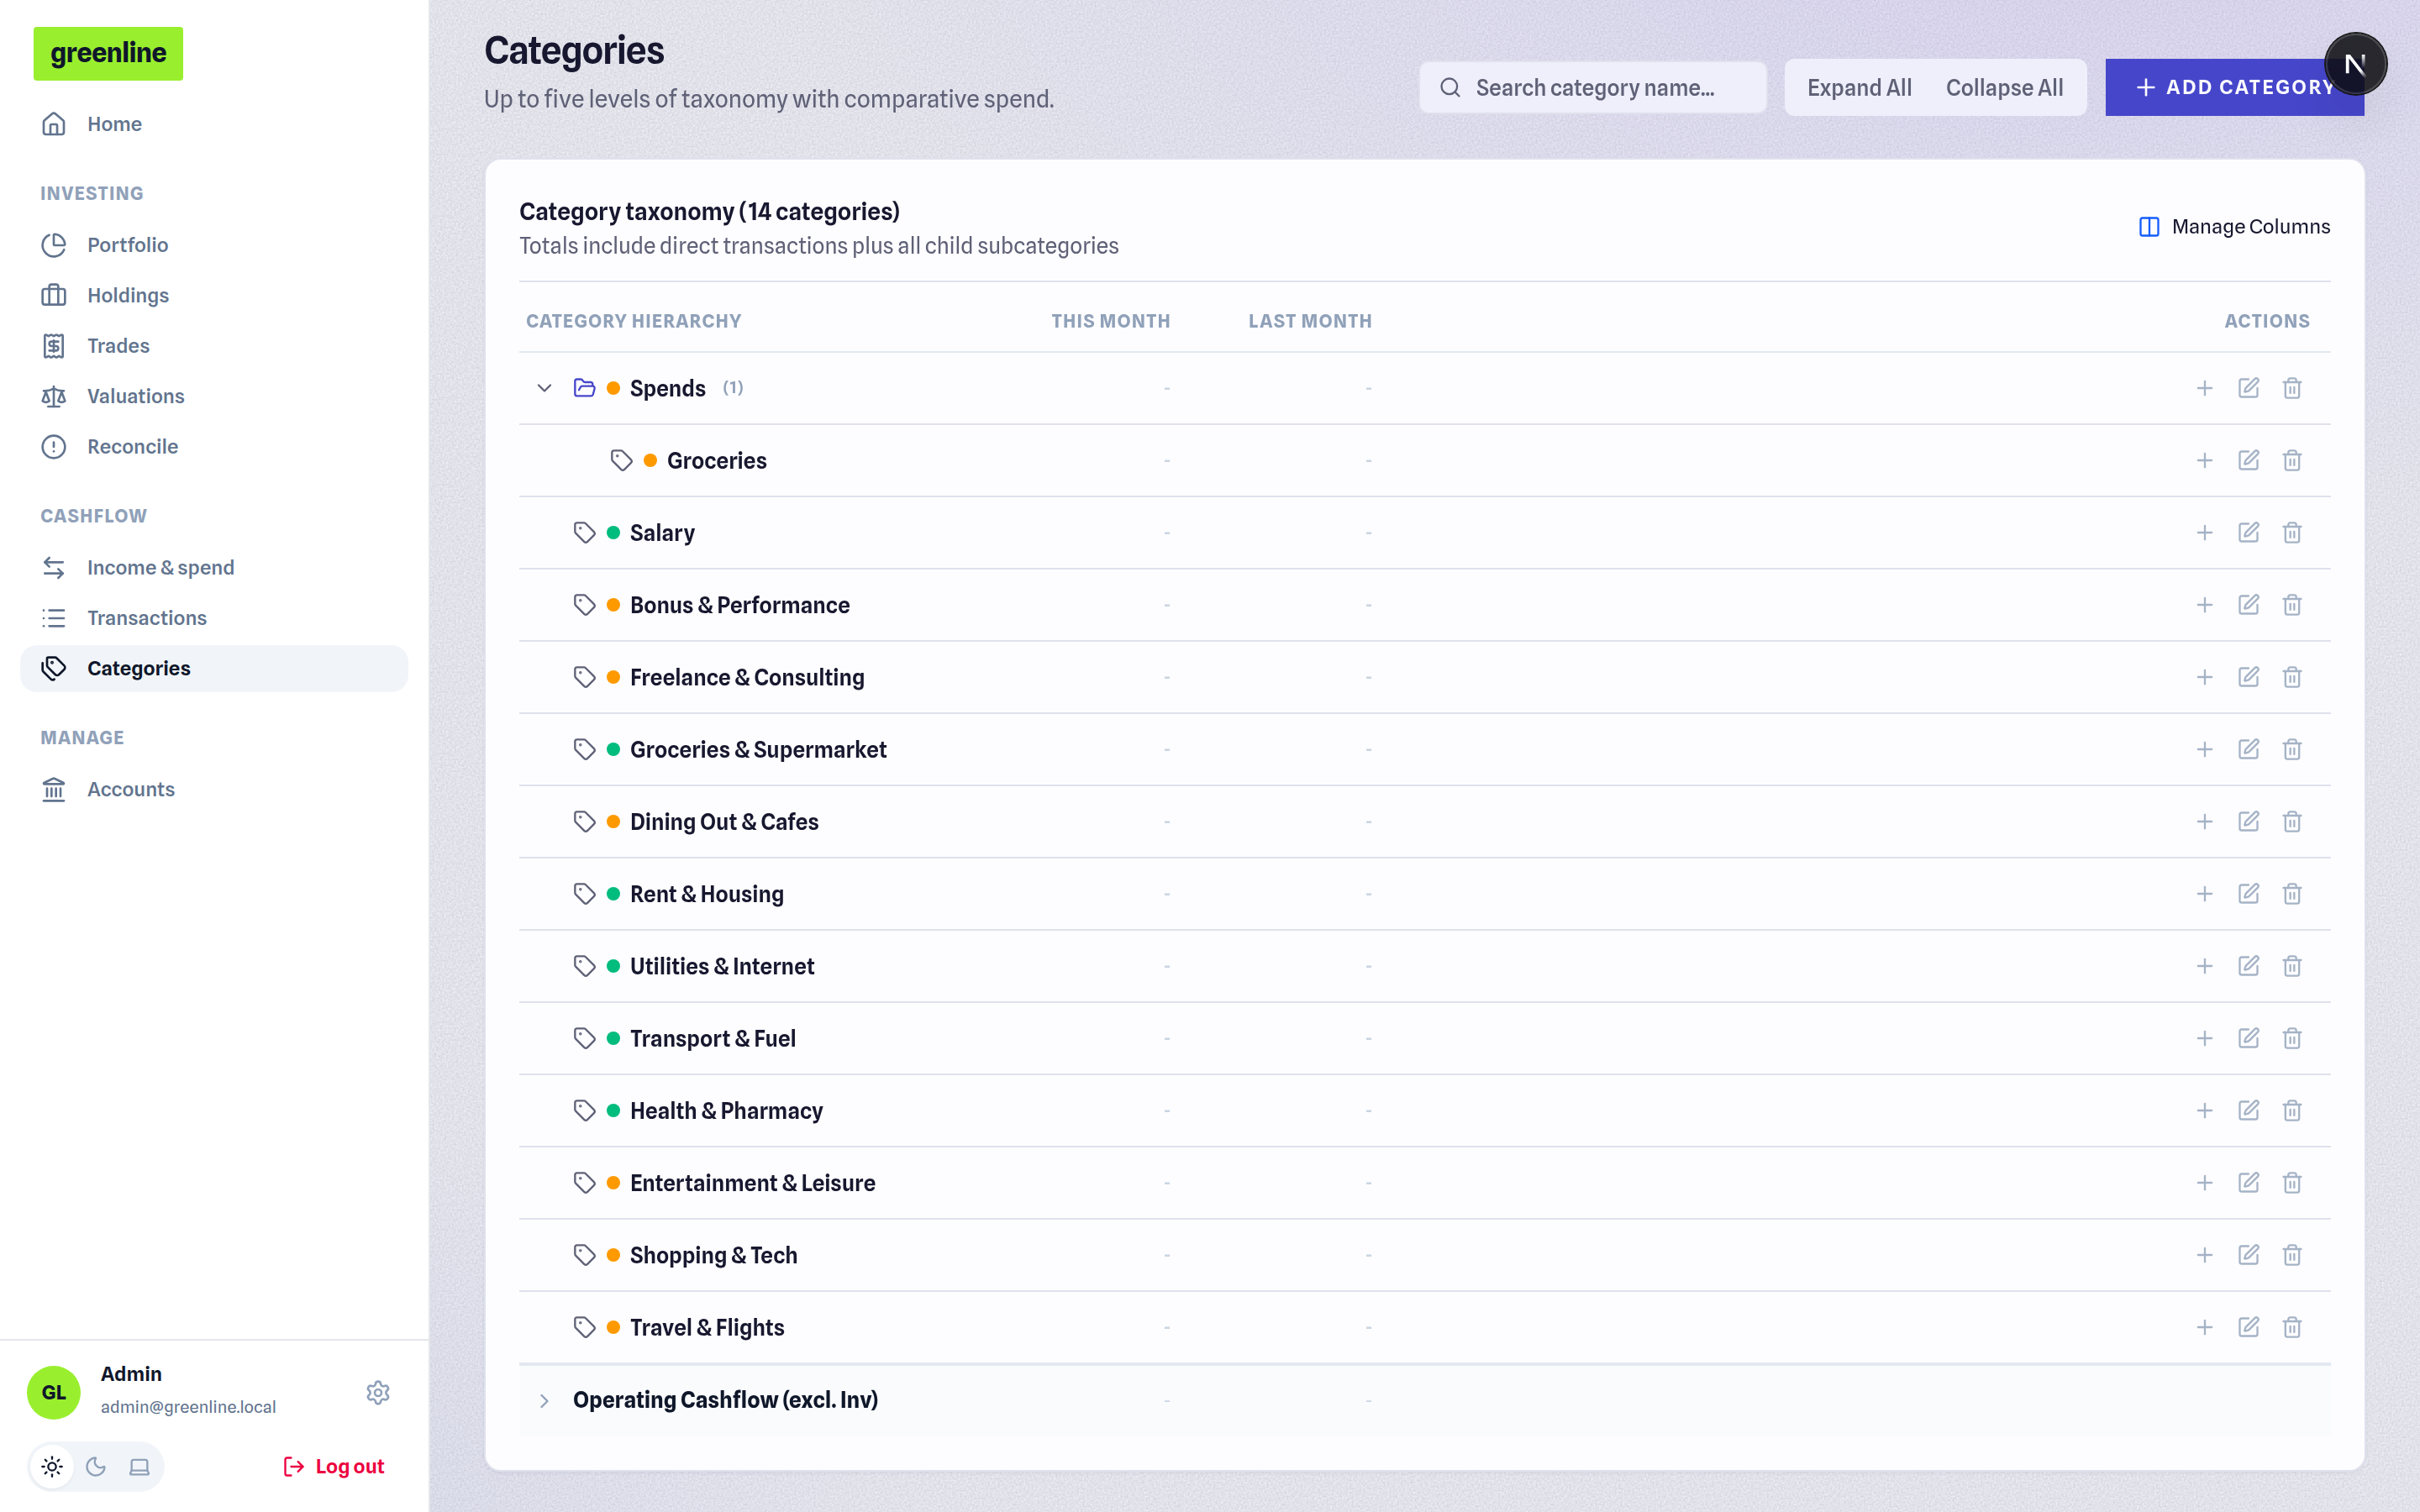 greenline
Home
INVESTING
Portfolio
Holdings
Trades
Valuations
Reconcile
CASHFLOW
Income & spend
Transactions
Categories
MANAGE
Accounts
GL
Admin
admin@greenline.local
Log out
Categories
Up to five levels of taxonomy with comparative spend.
Search category name...
Expand All Collapse All
ADD CATEGORY
N
Category taxonomy (14 categories)
Totals include direct transactions plus all child subcategories
Manage Columns
CATEGORY HIERARCHY THIS MONTH LAST MONTH ACTIONS
Spends (1) - -
Groceries - -
Salary - -
Bonus & Performance - -
Freelance & Consulting - -
Groceries & Supermarket - -
Dining Out & Cafes - -
Rent & Housing - -
Utilities & Internet - -
Transport & Fuel - -
Health & Pharmacy - -
Entertainment & Leisure - -
Shopping & Tech - -
Travel & Flights - -
Operating Cashflow (excl. Inv) - -